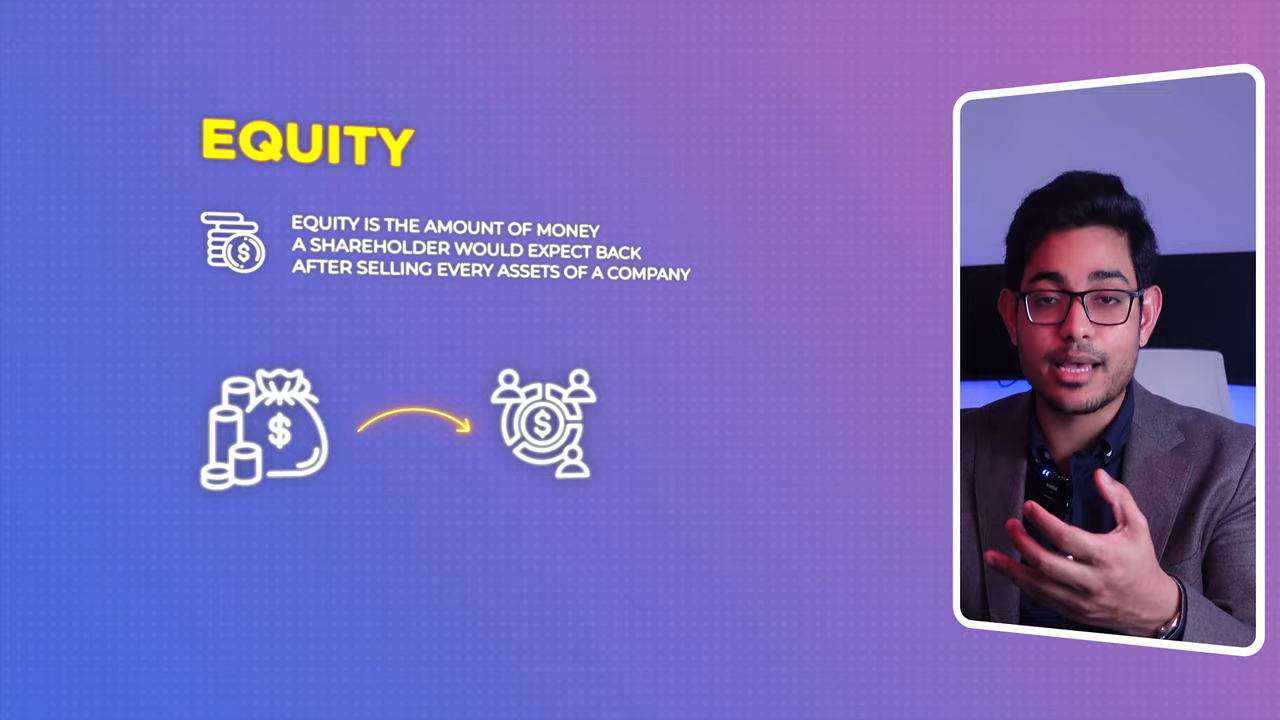 EQUITY
EQUITY IS THE AMOUNT OF MONEY
A SHAREHOLDER WOULD EXPECT BACK
AFTER SELLING EVERY ASSETS OF A COMPANY
$
$
$